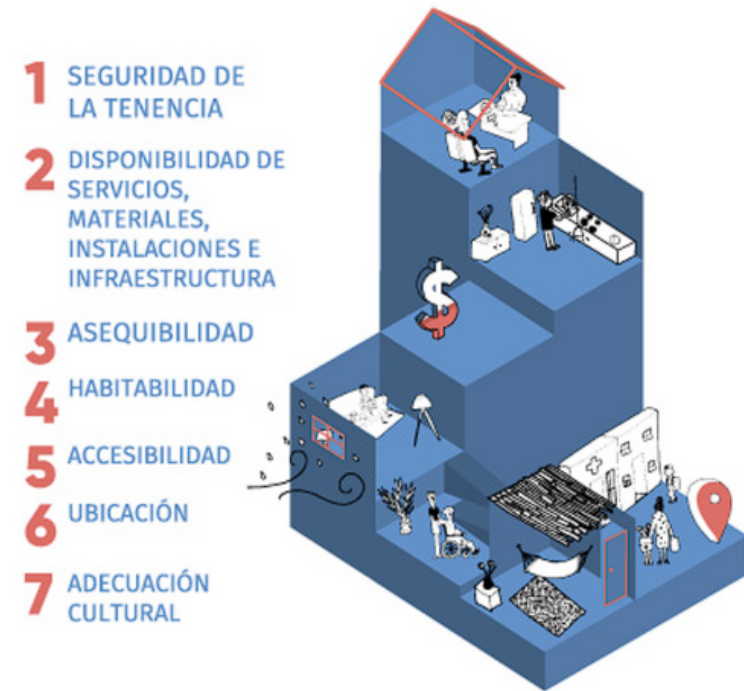 1 SEGURIDAD DE
LA TENENCIA
2 DISPONIBILIDAD DE
SERVICIOS,
MATERIALES,
INSTALACIONES E
INFRAESTRUCTURA
3 ASEQUIBILIDAD
4 HABITABILIDAD
5 ACCESIBILIDAD
6 UBICACIÓN
7 ADECUACIÓN
CULTURAL
$